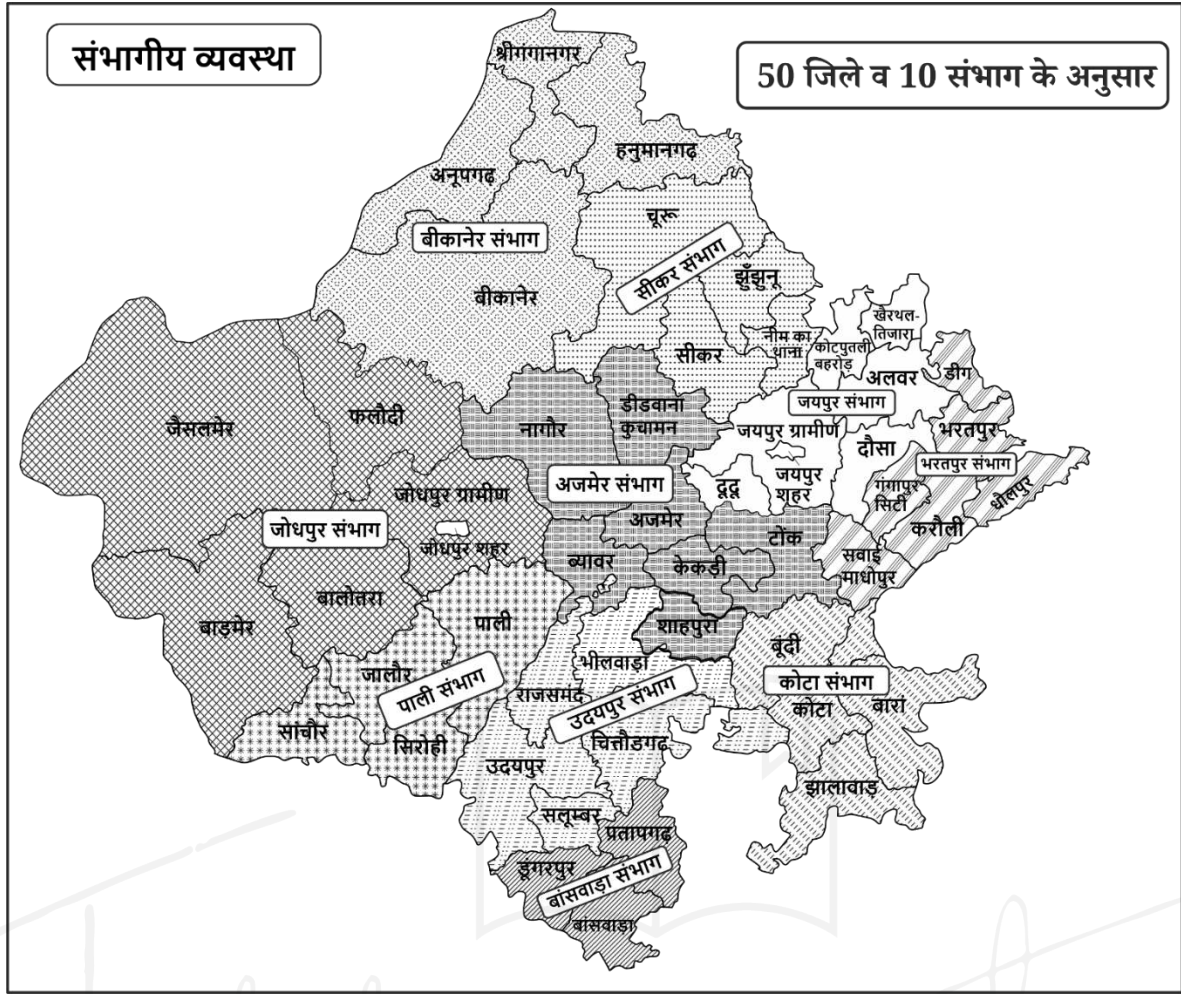 संभागीय व्यवस्था
50 जिले व 10 संभाग के अनुसार
श्रीगंगानगर
हनुमानगढ़
अनूपगढ़
चूरू
बीकानेर संभाग
सीकर संभाग
झुँझुनू
बीकानेर
खैरथल-
तिजारा
नीम का
थाना
कोटपुतली
बहरोड़
सीकर
अलवर
डीग
जयपुर संभाग
डीडवाना
कुचामन
फलौदी
जैसलमेर
नागौर
जयपुर ग्रामीण
भरतपुर
दौसा
भरतपुर संभाग
जयपुर
शहर
दूदू
अजमेर संभाग
गंगापुर
सिटी
धौलपुर
जोधपुर ग्रामीण
अजमेर
टोंक
करौली
जोधपुर संभाग
जोधपुर शहर
ब्यावर
केकड़ी
सवाई
माधोपुर
बालोतरा
पाली
शाहपुरा
बाड़मेर
बूंदी
भीलवाड़ा
जालौर
पाली संभाग
राजसमंद
उदयपुर संभाग
कोटा संभाग
कोटा
बारां
सांचौर
सिरोही
चित्तौड़गढ़
उदयपुर
झालावाड़
सलूम्बर
प्रतापगढ़
डूंगरपुर
बांसवाड़ा संभाग
बांसवाड़ा